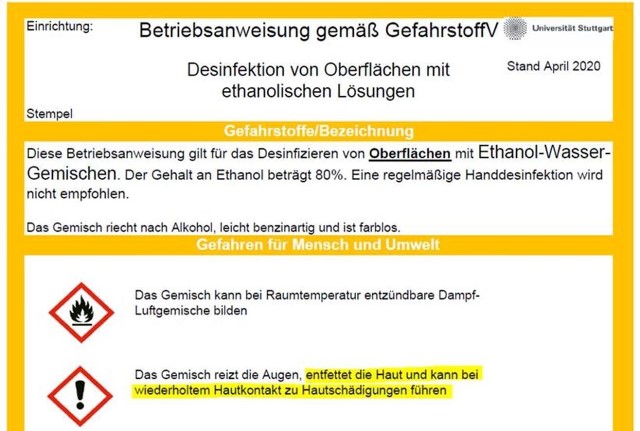 Einrichtung:
Betriebsanweisung gemäß GefahrstoffV
Universität Stuttgart
Desinfektion von Oberflächen mit
ethanolischen Lösungen
Stand April 2020
Stempel
Gefahrstoffe/Bezeichnung
Diese Betriebsanweisung gilt für das Desinfizieren von Oberflächen mit Ethanol-Wasser-
Gemischen. Der Gehalt an Ethanol beträgt 80%. Eine regelmäßige Handdesinfektion wird
nicht empfohlen.
Das Gemisch riecht nach Alkohol, leicht benzinartig und ist farblos.
Gefahren für Mensch und Umwelt
Das Gemisch kann bei Raumtemperatur entzündbare Dampf-
Luftgemische bilden
Das Gemisch reizt die Augen, entfettet die Haut und kann bei
wiederholtem Hautkontakt zu Hautschädigungen führen